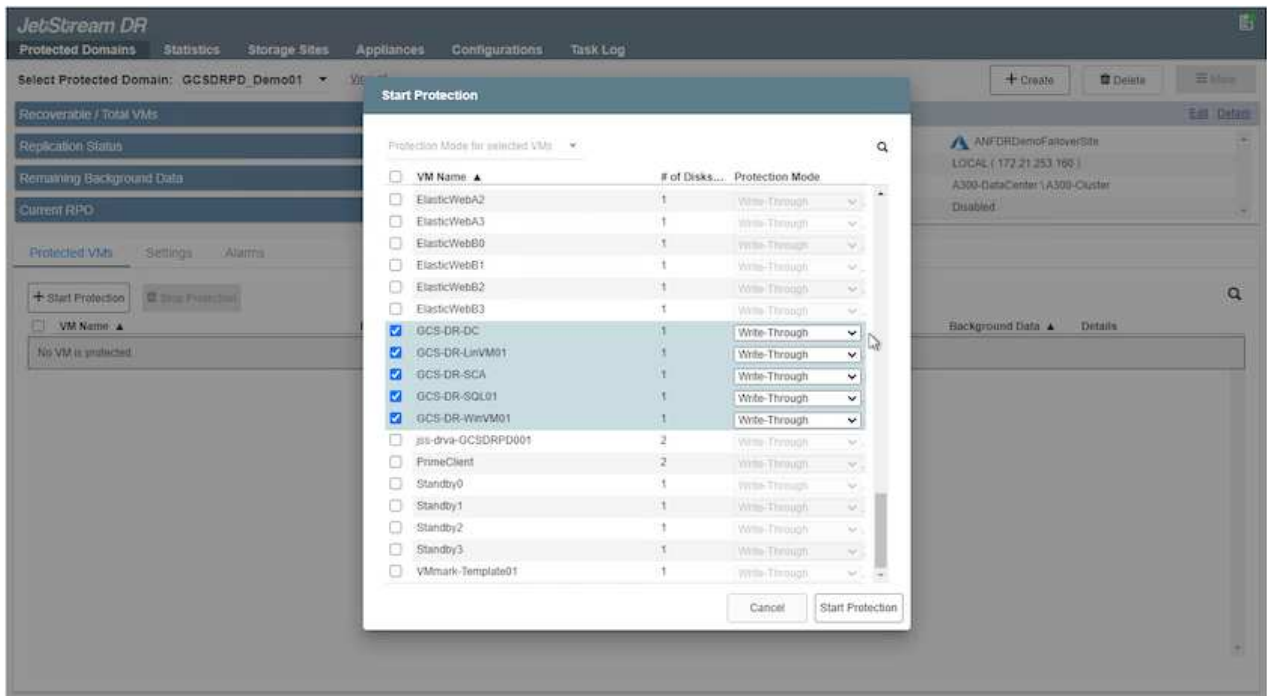 JetStream DR
Protected Domains Statistics Storage Sites Appliances Configurations Task Log
Select Protected Domain: GCSDRPD_Demo01 + Create Delete More
Recoverable / Total VMs Edit Details
Replication Status ANFDRDemoFailoverSite
LOCAL ( 172.21.253.160 )
Remaining Background Data A300-DataCenter \ A300-Cluster
Current RPO Disabled
Protected VMs Settings Alarms
+ Start Protection Stop Protection
VM Name ▲ Background Data ▲ Details
No VM is protected
Start Protection
Protection Mode for selected VMs
VM Name ▲ # of Disks... Protection Mode
ElasticWebA2 1 Write-Through
ElasticWebA3 1 Write-Through
ElasticWebB0 1 Write-Through
ElasticWebB1 1 Write-Through
ElasticWebB2 1 Write-Through
ElasticWebB3 1 Write-Through
GCS-DR-DC 1 Write-Through
GCS-DR-LinVM01 1 Write-Through
GCS-DR-SCA 1 Write-Through
GCS-DR-SQL01 1 Write-Through
GCS-DR-WinVM01 1 Write-Through
jss-drva-GCSDRPD001 2 Write-Through
PrimeClient 2 Write-Through
Standby0 1 Write-Through
Standby1 1 Write-Through
Standby2 1 Write-Through
Standby3 1 Write-Through
VMmark-Template01 1 Write-Through
Cancel Start Protection